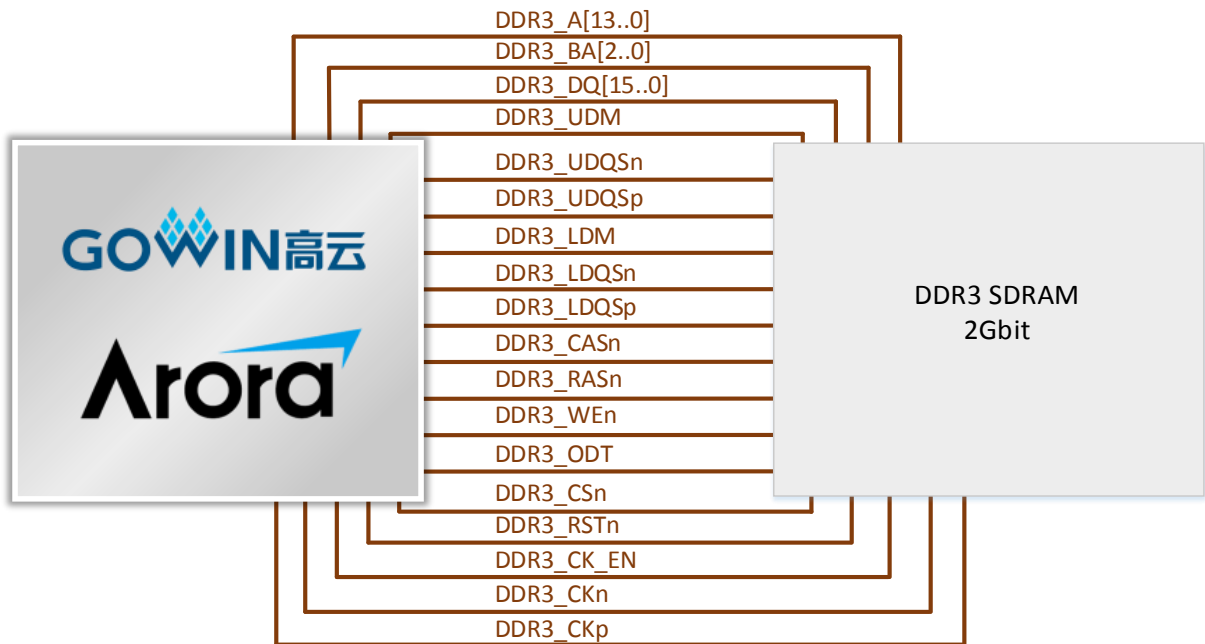 DDR3_A[13..0]
DDR3_BA[2..0]
DDR3_DQ[15..0]
DDR3_UDM
DDR3_UDQSn
DDR3_UDQSp
DDR3_LDM
DDR3_LDQSn
DDR3_LDQSp
DDR3_CASn
DDR3_RASn
DDR3_WEn
DDR3_ODT
DDR3_CSn
DDR3_RSTn
DDR3_CK_EN
DDR3_CKn
DDR3_CKp
GOWIN高云
Arora
DDR3 SDRAM
2Gbit